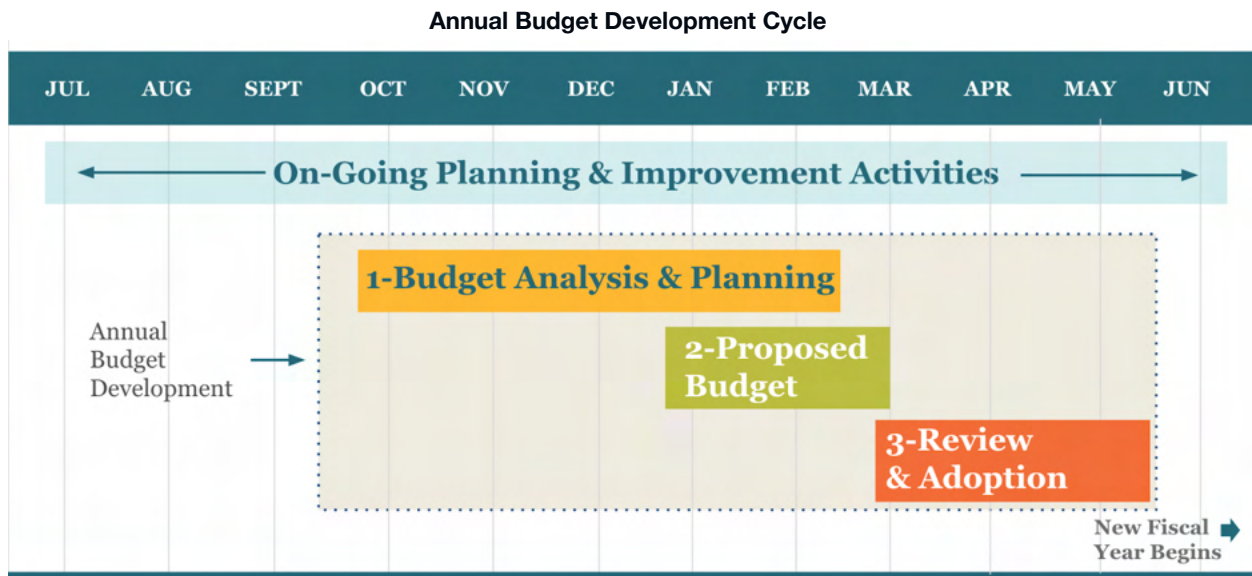 Annual Budget Development Cycle
JUL AUG SEPT OCT NOV DEC JAN FEB MAR APR MAY JUN
On-Going Planning & Improvement Activities
1-Budget Analysis & Planning
Annual
Budget
Development
2-Proposed
Budget
3-Review
& Adoption
New Fiscal
Year Begins